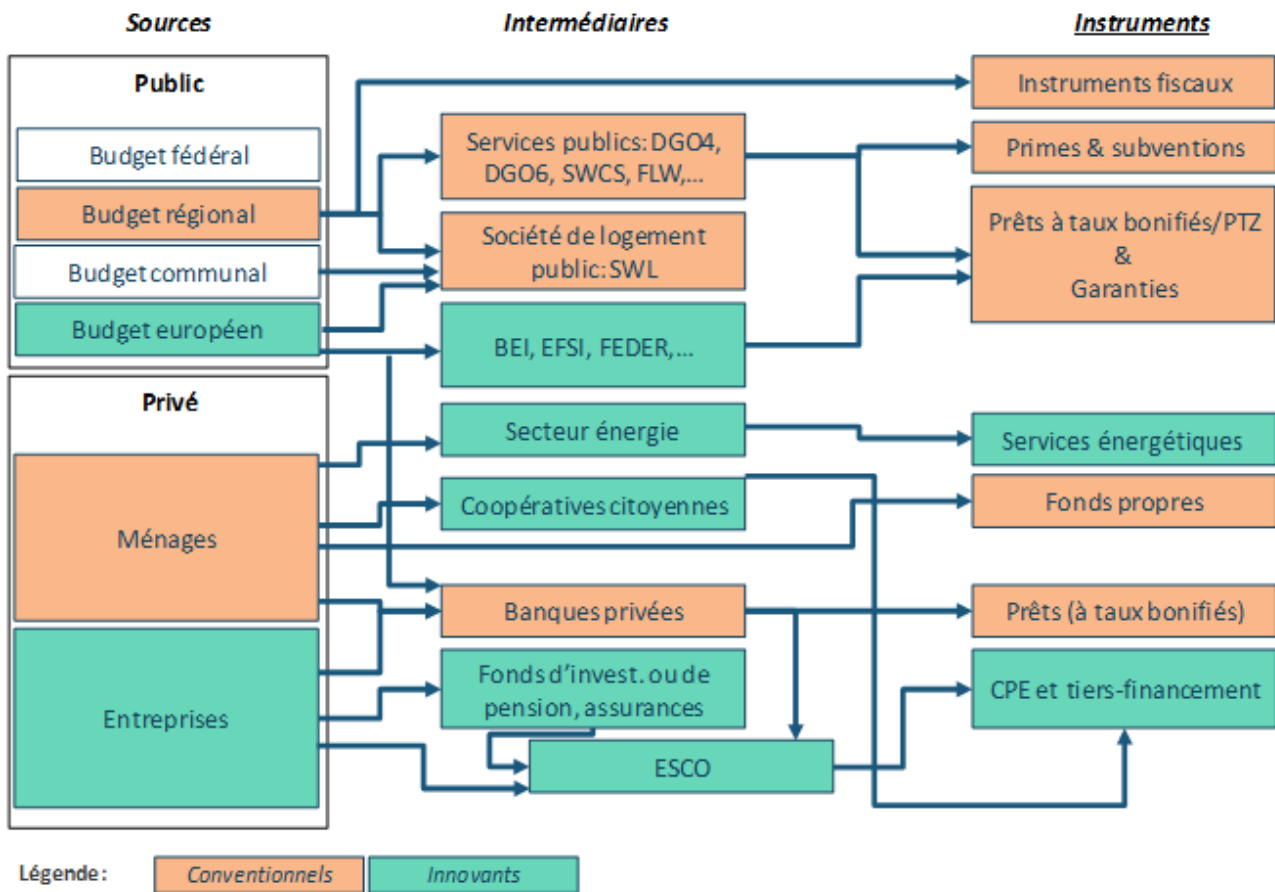 Sources
Intermédiaires
Instruments
Public
Budget fédéral
Budget régional
Budget communal
Budget européen
Privé
Ménages
Entreprises
Services publics: DGO4,
DGO6, SWCS, FLW,...
Société de logement
public: SWL
BEI, EFSI, FEDER,...
Secteur énergie
Coopératives citoyennes
Banques privées
Fonds d'invest. ou de
pension, assurances
ESCO
Instruments fiscaux
Primes & subventions
Prêts à taux bonifiés/PTZ
&
Garanties
Services énergétiques
Fonds propres
Prêts (à taux bonifiés)
CPE et tiers-financement
Légende:
Conventionnels
Innovants